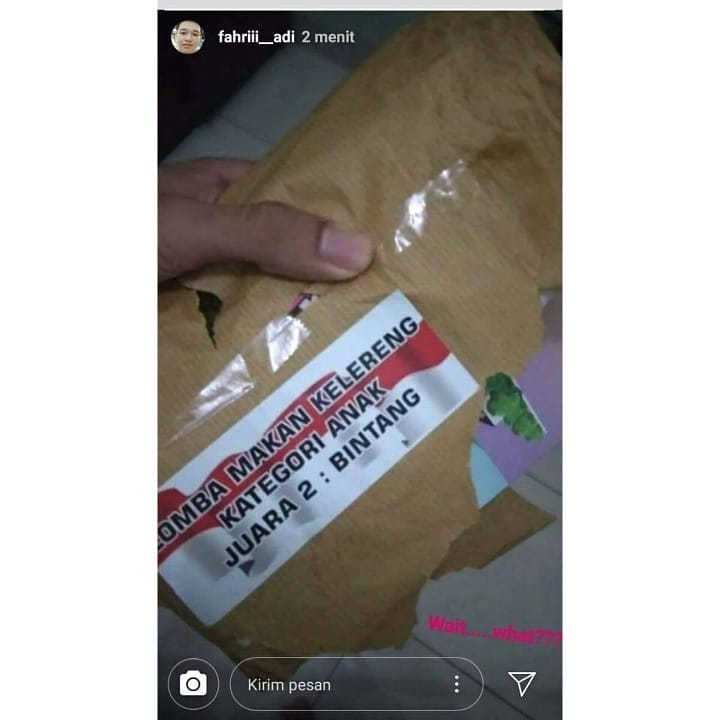 fahriii__adi 2 menit
LOMBA MAKAN KELERENG
KATEGORI ANAK
JUARA 2 : BINTANG
Wait.....what???
Kirim pesan